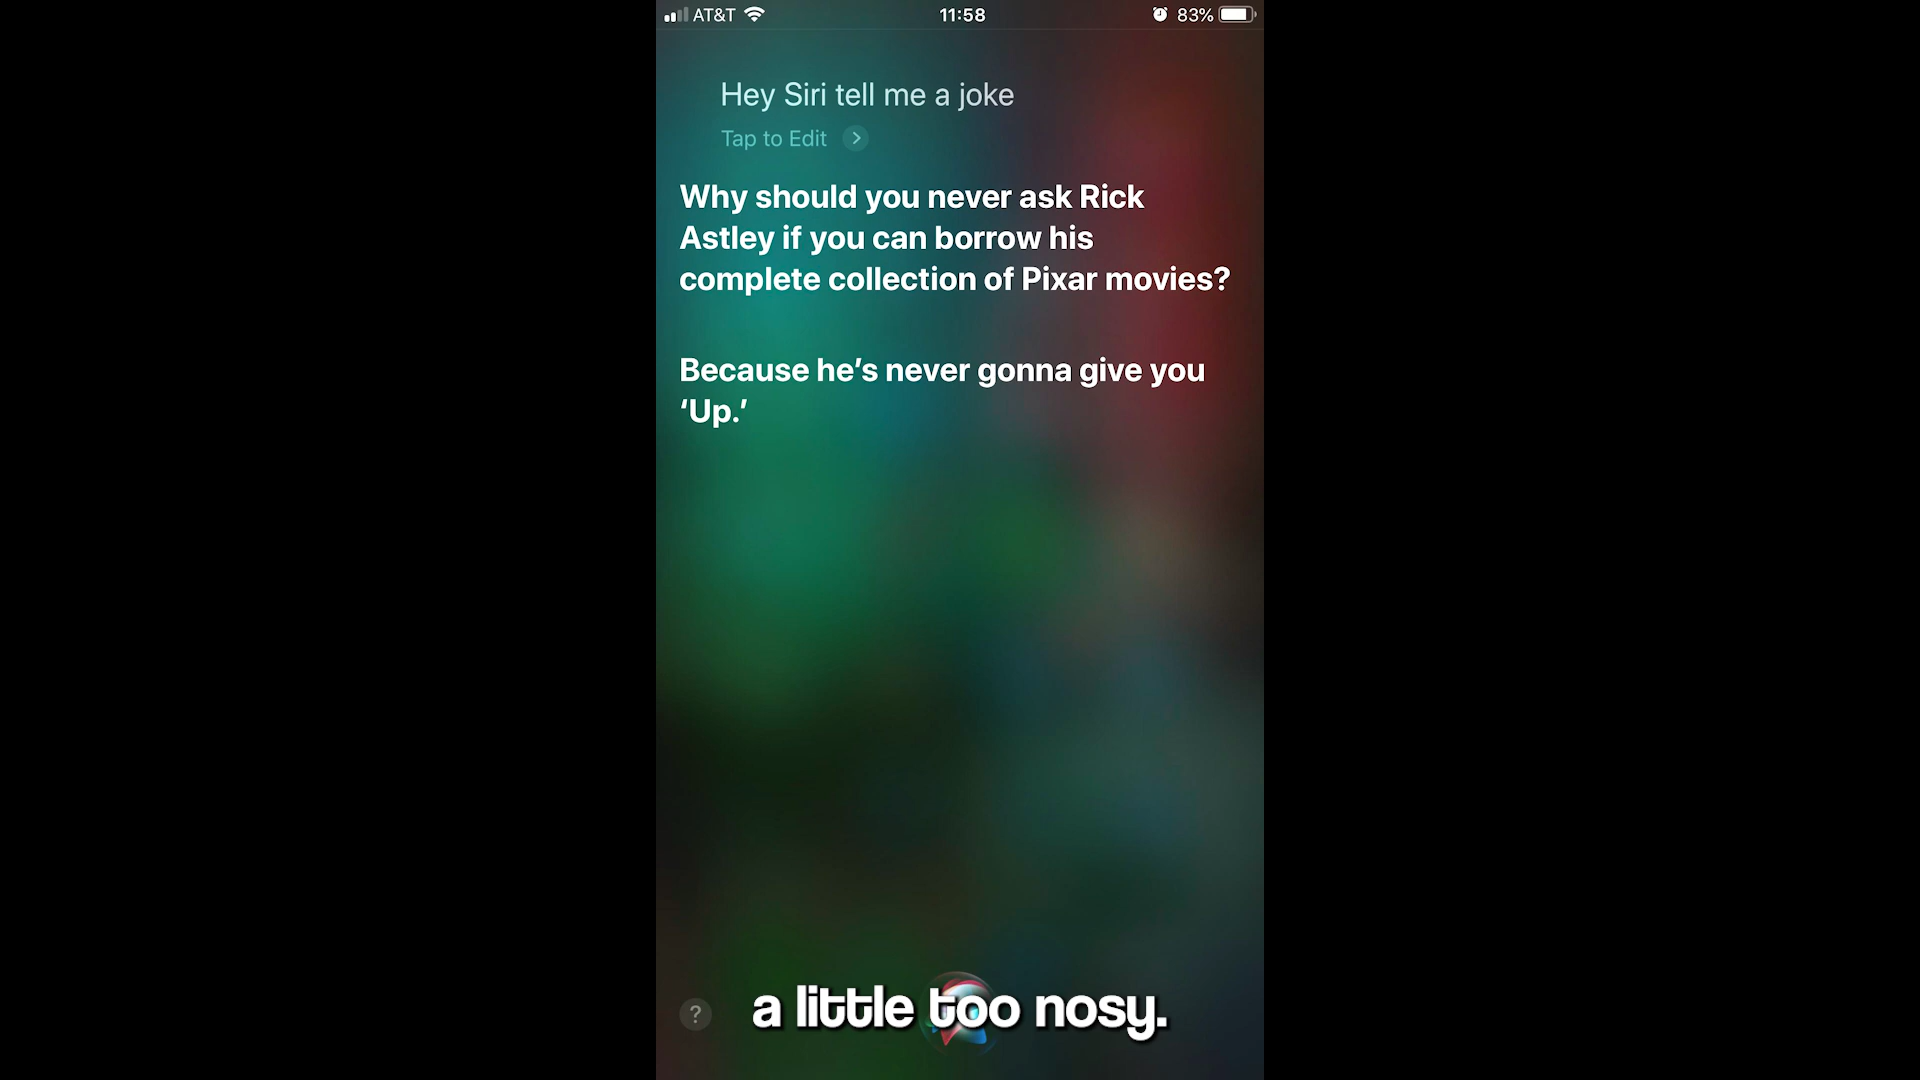 AT&T 11:58 83%
Hey Siri tell me a joke
Tap to Edit
Why should you never ask Rick
Astley if you can borrow his
complete collection of Pixar movies?
Because he’s never gonna give you
‘Up.’
? a little too nosy.